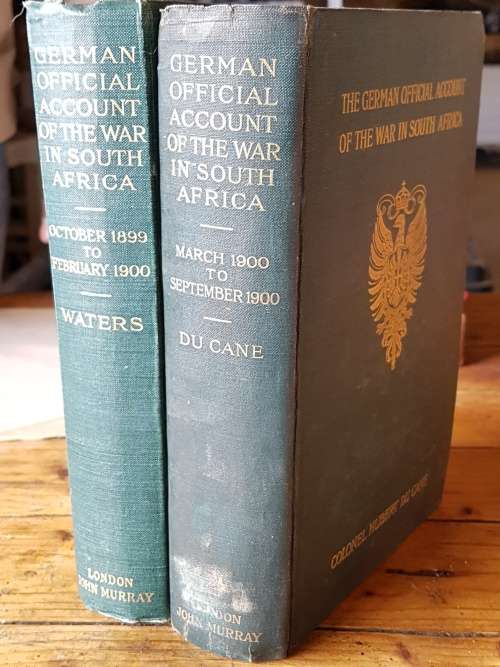 GERMAN
OFFICIAL
ACCOUNT
OF THE WAR
IN SOUTH
AFRICA
OCTOBER 1899
TO
FEBRUARY 1900
WATERS
LONDON
JOHN MURRAY
GERMAN
OFFICIAL
ACCOUNT
OF THE WAR
IN SOUTH
AFRICA
MARCH 1900
TO
SEPTEMBER 1900
DU CANE
LONDON
JOHN MURRAY
THE GERMAN OFFICIAL ACCOUNT
OF THE WAR IN SOUTH AFRICA
COLONEL HUBERT DU CANE